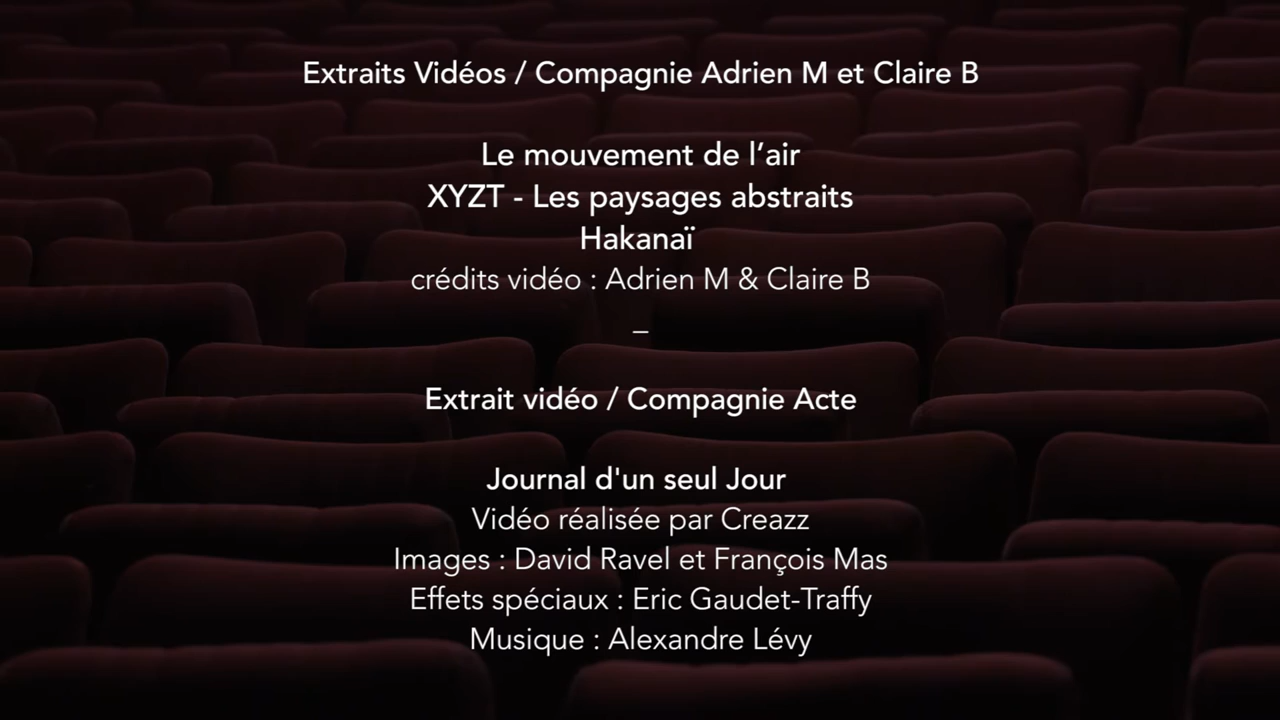 Extraits Vidéos / Compagnie Adrien M et Claire B
Le mouvement de l’air
XYZT - Les paysages abstraits
Hakanaï
crédits vidéo : Adrien M & Claire B
–
Extrait vidéo / Compagnie Acte
Journal d'un seul Jour
Vidéo réalisée par Creazz
Images : David Ravel et François Mas
Effets spéciaux : Eric Gaudet-Traffy
Musique : Alexandre Lévy